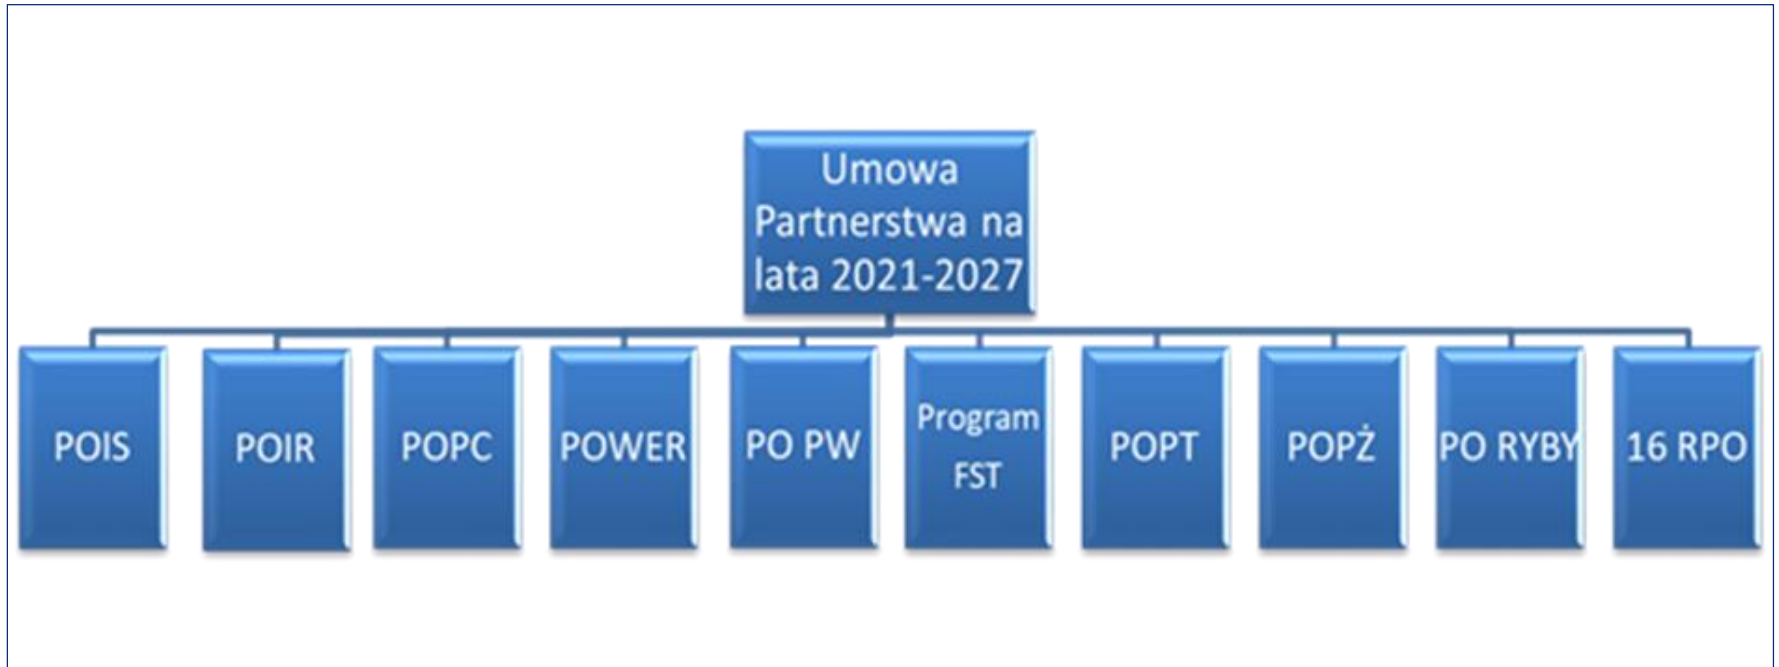 Umowa
Partnerstwa na
lata 2021-2027
POIS
POIR
POPC
POWER
PO PW
Program
FST
POPT
POPŻ
PO RYBY
16 RPO